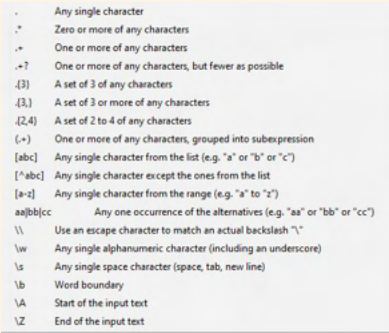 . Any single character
.* Zero or more of any characters
.+ One or more of any characters
.+? One or more of any characters, but fewer as possible
.{3} A set of 3 of any characters
.{3,} A set of 3 or more of any characters
.{2,4} A set of 2 to 4 of any characters
(.+) One or more of any characters, grouped into subexpression
[abc] Any single character from the list (e.g. "a" or "b" or "c")
[^abc] Any single character except the ones from the list
[a-z] Any single character from the range (e.g. "a" to "z")
aa|bb|cc Any one occurrence of the alternatives (e.g. "aa" or "bb" or "cc")
\\ Use an escape character to match an actual backslash "\"
\w Any single alphanumeric character (including an underscore)
\s Any single space character (space, tab, new line)
\b Word boundary
\A Start of the input text
\Z End of the input text